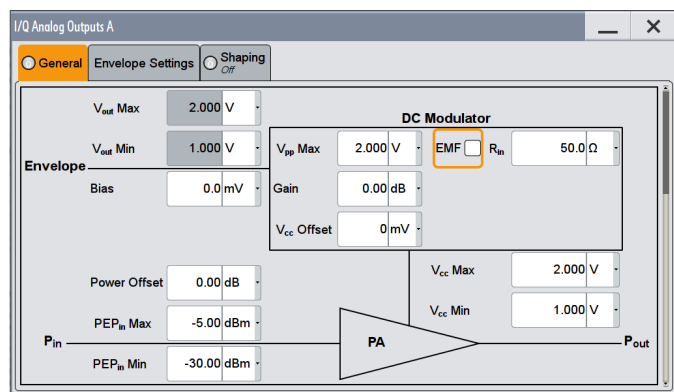 I/Q Analog Outputs A
General Envelope Settings Shaping
Off
Vout Max 2.000 V
DC Modulator
Vout Min 1.000 V Vpp Max 2.000 V EMF Rin 50.0 Ω
Envelope
Bias 0.0 mV Gain 0.00 dB
Vcc Offset 0 mV
Vcc Max 2.000 V
Power Offset 0.00 dB
Vcc Min 1.000 V
PEPin Max -5.00 dBm
Pin PA Pout
PEPin Min -30.00 dBm